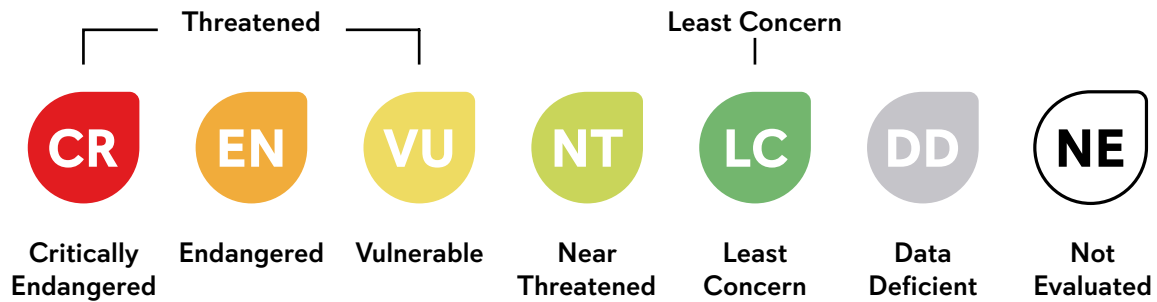 Threatened
Least Concern
CR
EN
VU
NT
LC
DD
NE
Critically
Endangered
Endangered
Vulnerable
Near
Threatened
Least
Concern
Data
Deficient
Not
Evaluated